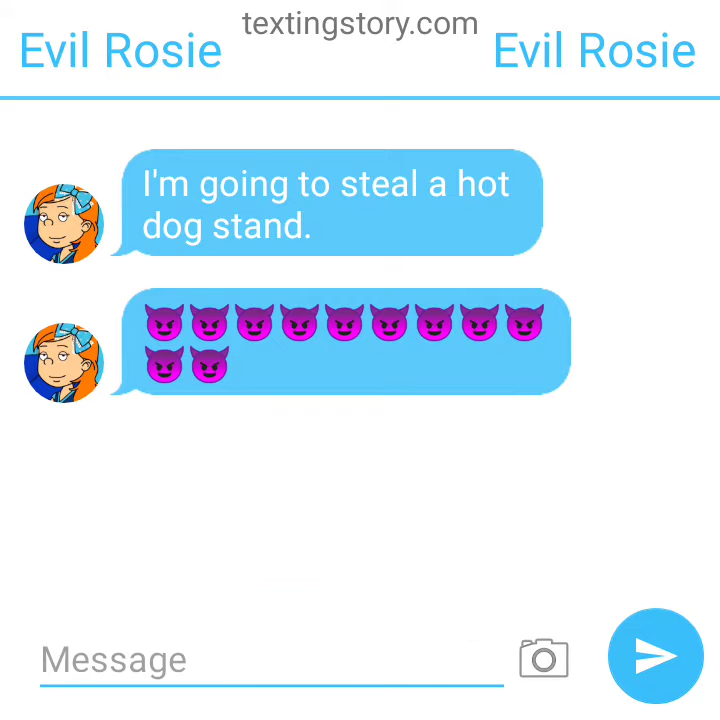 textingstory.com
Evil Rosie Evil Rosie
I'm going to steal a hot
dog stand.
😈😈😈😈😈😈😈😈😈
😈😈
Message